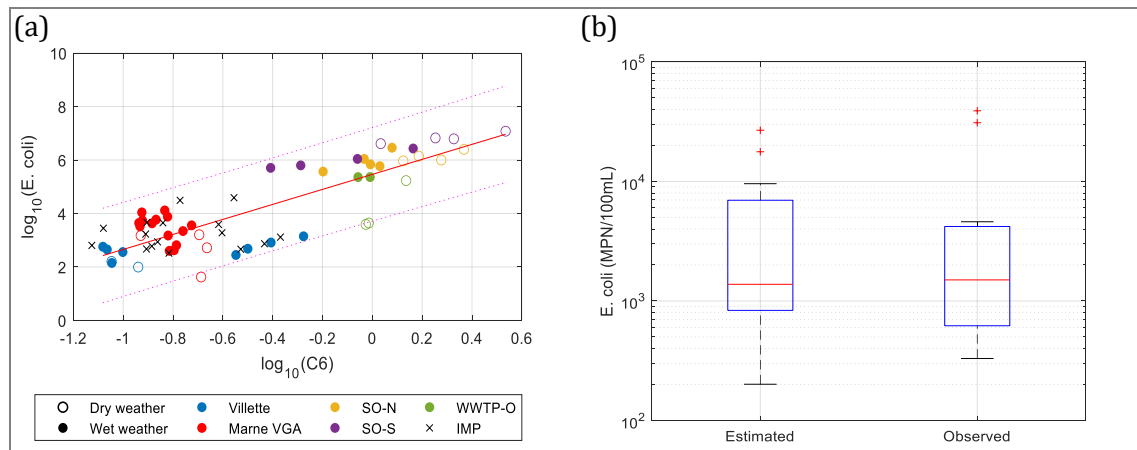 (a)
(b)
10
8
6
4
2
0
log10(E. coli)
-1.2 -1 -0.8 -0.6 -0.4 -0.2 0 0.2 0.4 0.6
log10(C6)
Dry weather Villette SO-N WWTP-O
Wet weather Marne VGA SO-S IMP
10^5
10^4
10^3
10^2
E. coli (MPN/100mL)
Estimated Observed